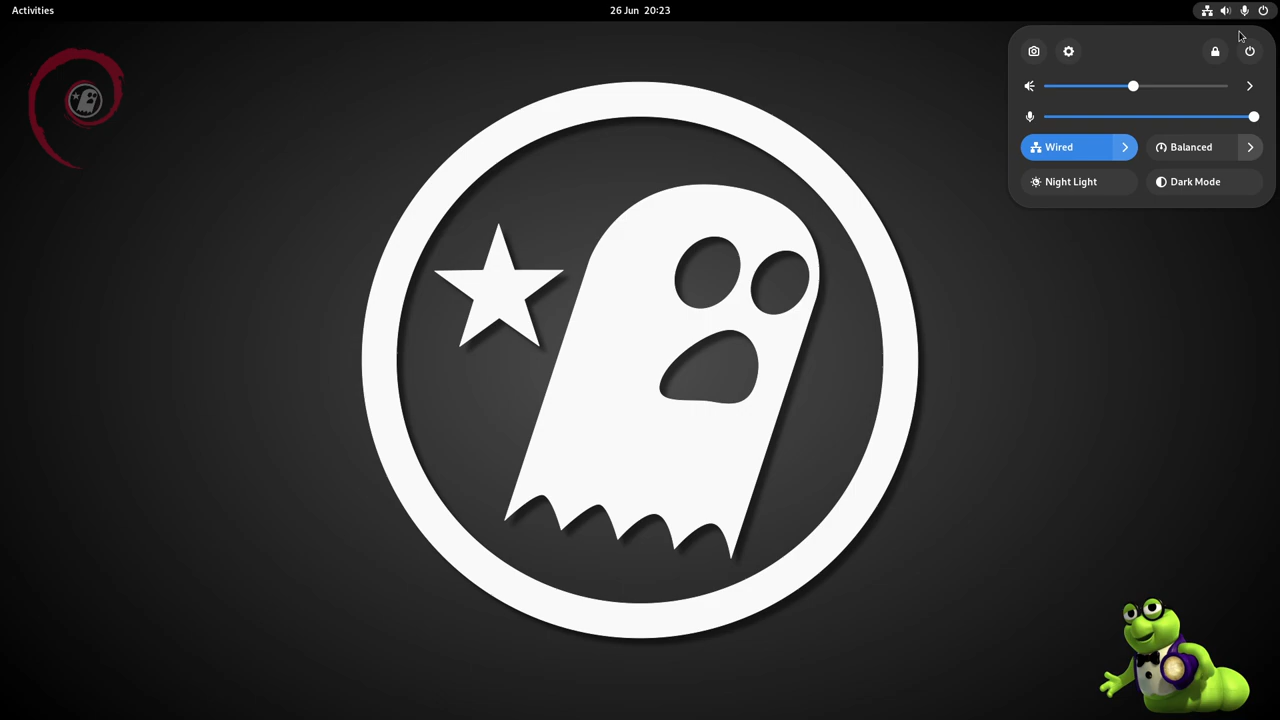 Activities
26 Jun 20:23
Wired
Balanced
Night Light
Dark Mode